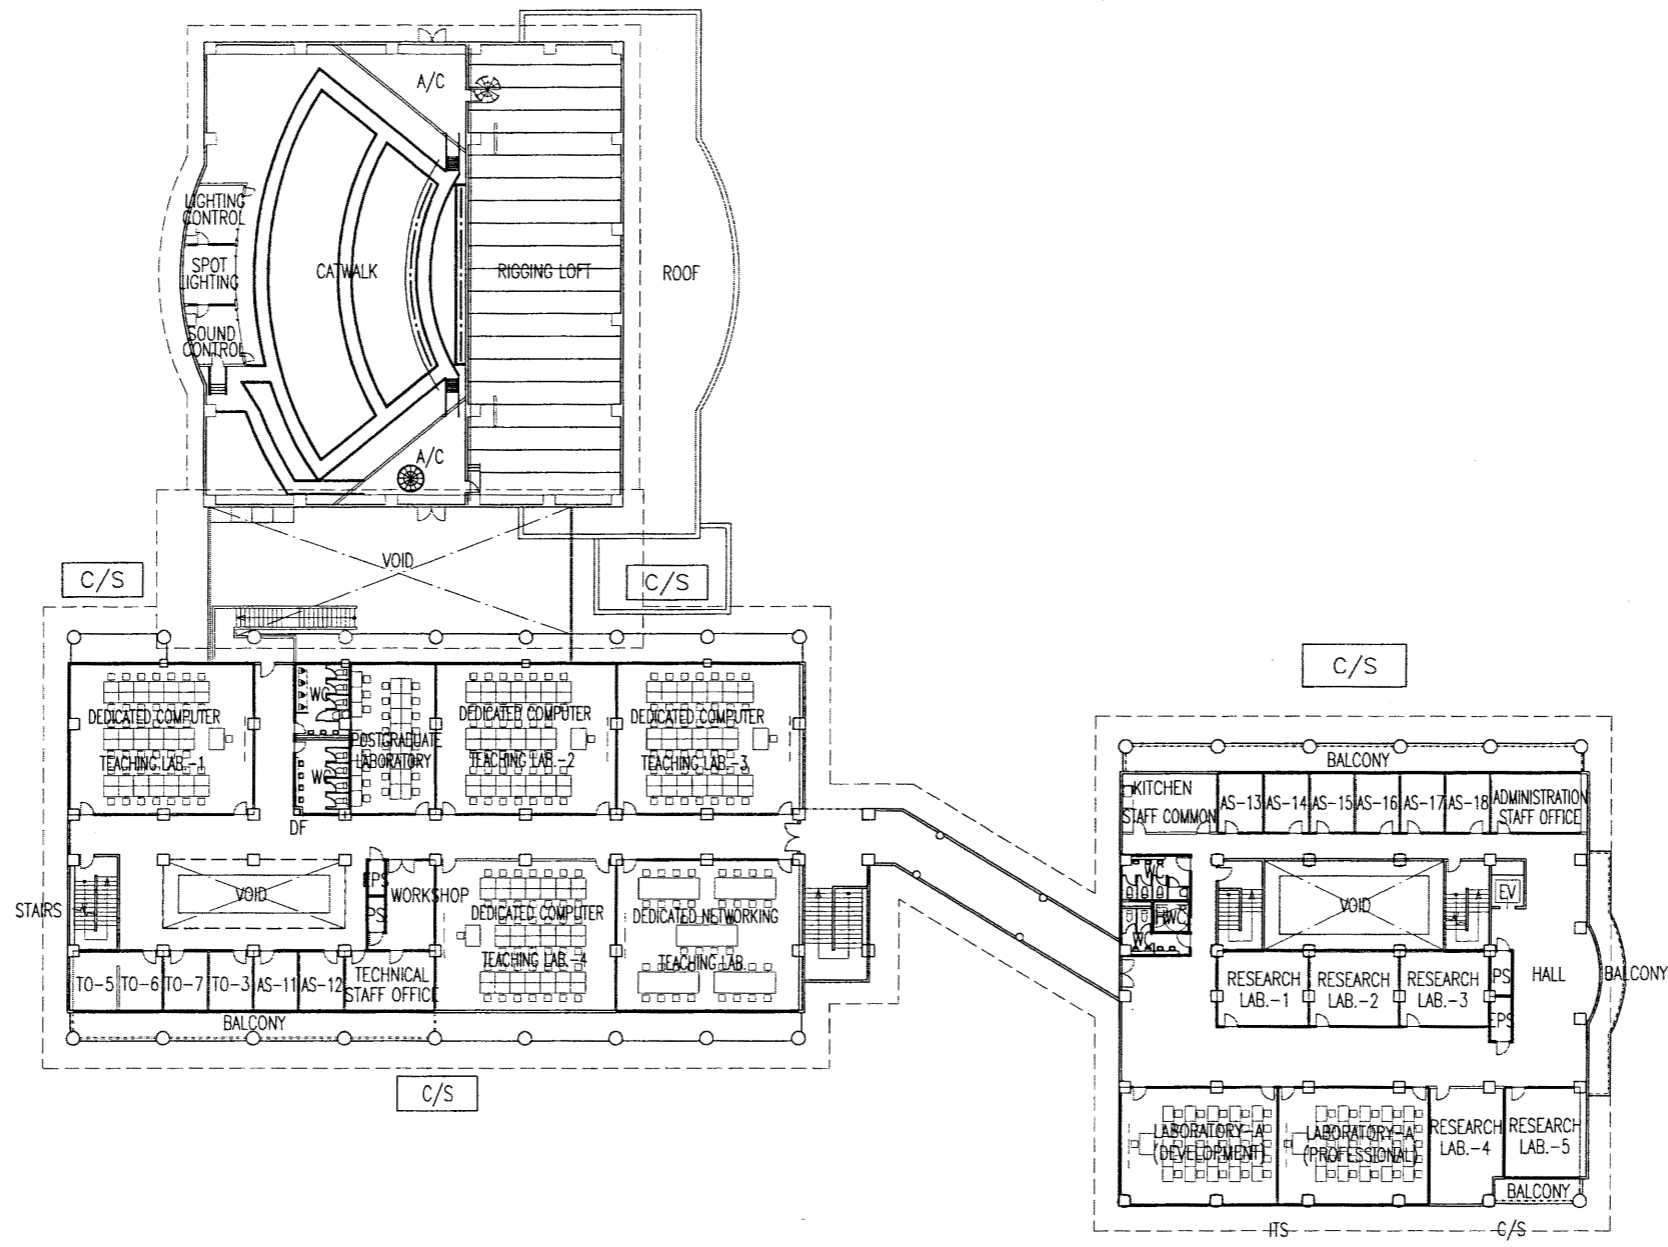 A/C
LIGHTING
CONTROL
SPOT
LIGHTING
CATWALK
RIGGING LOFT
ROOF
SOUND
CONTROL
A/C
VOID
C/S
C/S
C/S
WC
DEDICATED COMPUTER
TEACHING LAB.-1
POSTGRADUATE
LABORATORY
DEDICATED COMPUTER
TEACHING LAB.-2
DEDICATED COMPUTER
TEACHING LAB.-3
WC
DF
BALCONY
KITCHEN
STAFF COMMON
AS-13
AS-14
AS-15
AS-16
AS-17
AS-18
ADMINISTRATION
STAFF OFFICE
STAIRS
VOID
EPS
PS
WORKSHOP
DEDICATED COMPUTER
TEACHING LAB.-4
DEDICATED NETWORKING
TEACHING LAB.
WC
HWC
WC
VOID
EV
TO-5
TO-6
TO-7
TO-3
AS-11
AS-12
TECHNICAL
STAFF OFFICE
BALCONY
RESEARCH
LAB.-1
RESEARCH
LAB.-2
RESEARCH
LAB.-3
PS
EPS
HALL
BALCONY
C/S
LABORATORY-A
(DEVELOPMENT)
LABORATORY-A
(PROFESSIONAL)
RESEARCH
LAB.-4
RESEARCH
LAB.-5
BALCONY
ITS
C/S